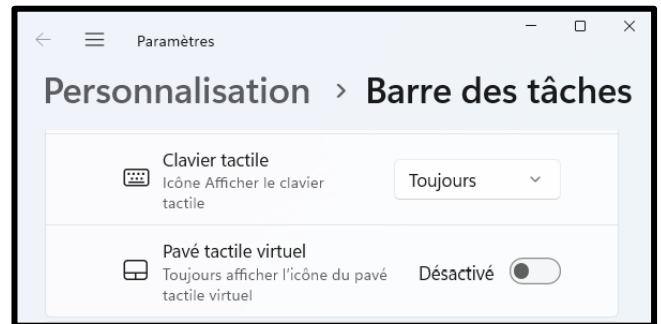 Paramètres
Personnalisation > Barre des tâches
Clavier tactile
Icône Afficher le clavier
tactile
Toujours
Pavé tactile virtuel
Toujours afficher l'icône du pavé
tactile virtuel
Désactivé